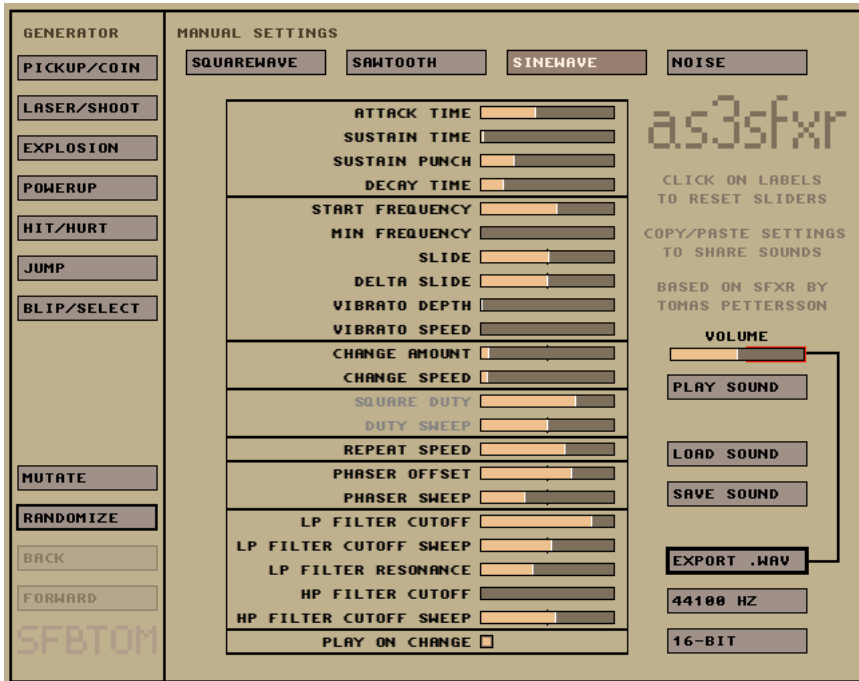 GENERATOR
PICKUP/COIN
LASER/SHOOT
EXPLOSION
POWERUP
HIT/HURT
JUMP
BLIP/SELECT
MUTATE
RANDOMIZE
BACK
FORWARD
SFBTOM
MANUAL SETTINGS
SQUAREWAVE
SAWTOOTH
SINEWAVE
NOISE
ATTACK TIME
SUSTAIN TIME
SUSTAIN PUNCH
DECAY TIME
START FREQUENCY
MIN FREQUENCY
SLIDE
DELTA SLIDE
VIBRATO DEPTH
VIBRATO SPEED
CHANGE AMOUNT
CHANGE SPEED
SQUARE DUTY
DUTY SWEEP
REPEAT SPEED
PHASER OFFSET
PHASER SWEEP
LP FILTER CUTOFF
LP FILTER CUTOFF SWEEP
LP FILTER RESONANCE
HP FILTER CUTOFF
HP FILTER CUTOFF SWEEP
PLAY ON CHANGE
as3sfxr
CLICK ON LABELS
TO RESET SLIDERS
COPY/PASTE SETTINGS
TO SHARE SOUNDS
BASED ON SFXR BY
TOMAS PETTERSSON
VOLUME
PLAY SOUND
LOAD SOUND
SAVE SOUND
EXPORT .WAV
44100 HZ
16-BIT